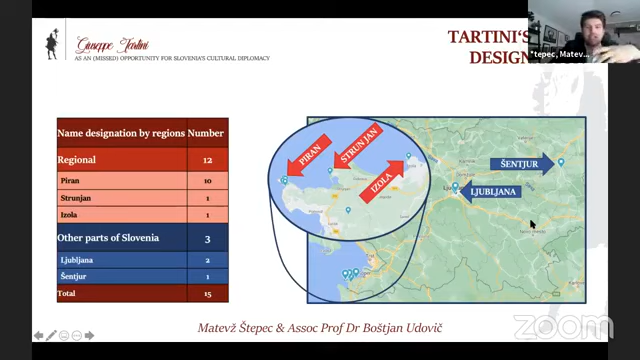 Giuseppe Tartini
AS AN (MISSED) OPPORTUNITY FOR SLOVENIA'S CULTURAL DIPLOMACY
TARTINI'S
DESIGN
tepec, Matev...
Name designation by regions Number
Regional 12
Piran 10
Strunjan 1
Izola 1
Other parts of Slovenia 3
Ljubljana 2
Šentjur 1
Total 15
PIRAN
STRUNJAN
IZOLA
ŠENTJUR
LJUBLJANA
Matevž Štepec & Assoc Prof Dr Boštjan Udovič
zoom